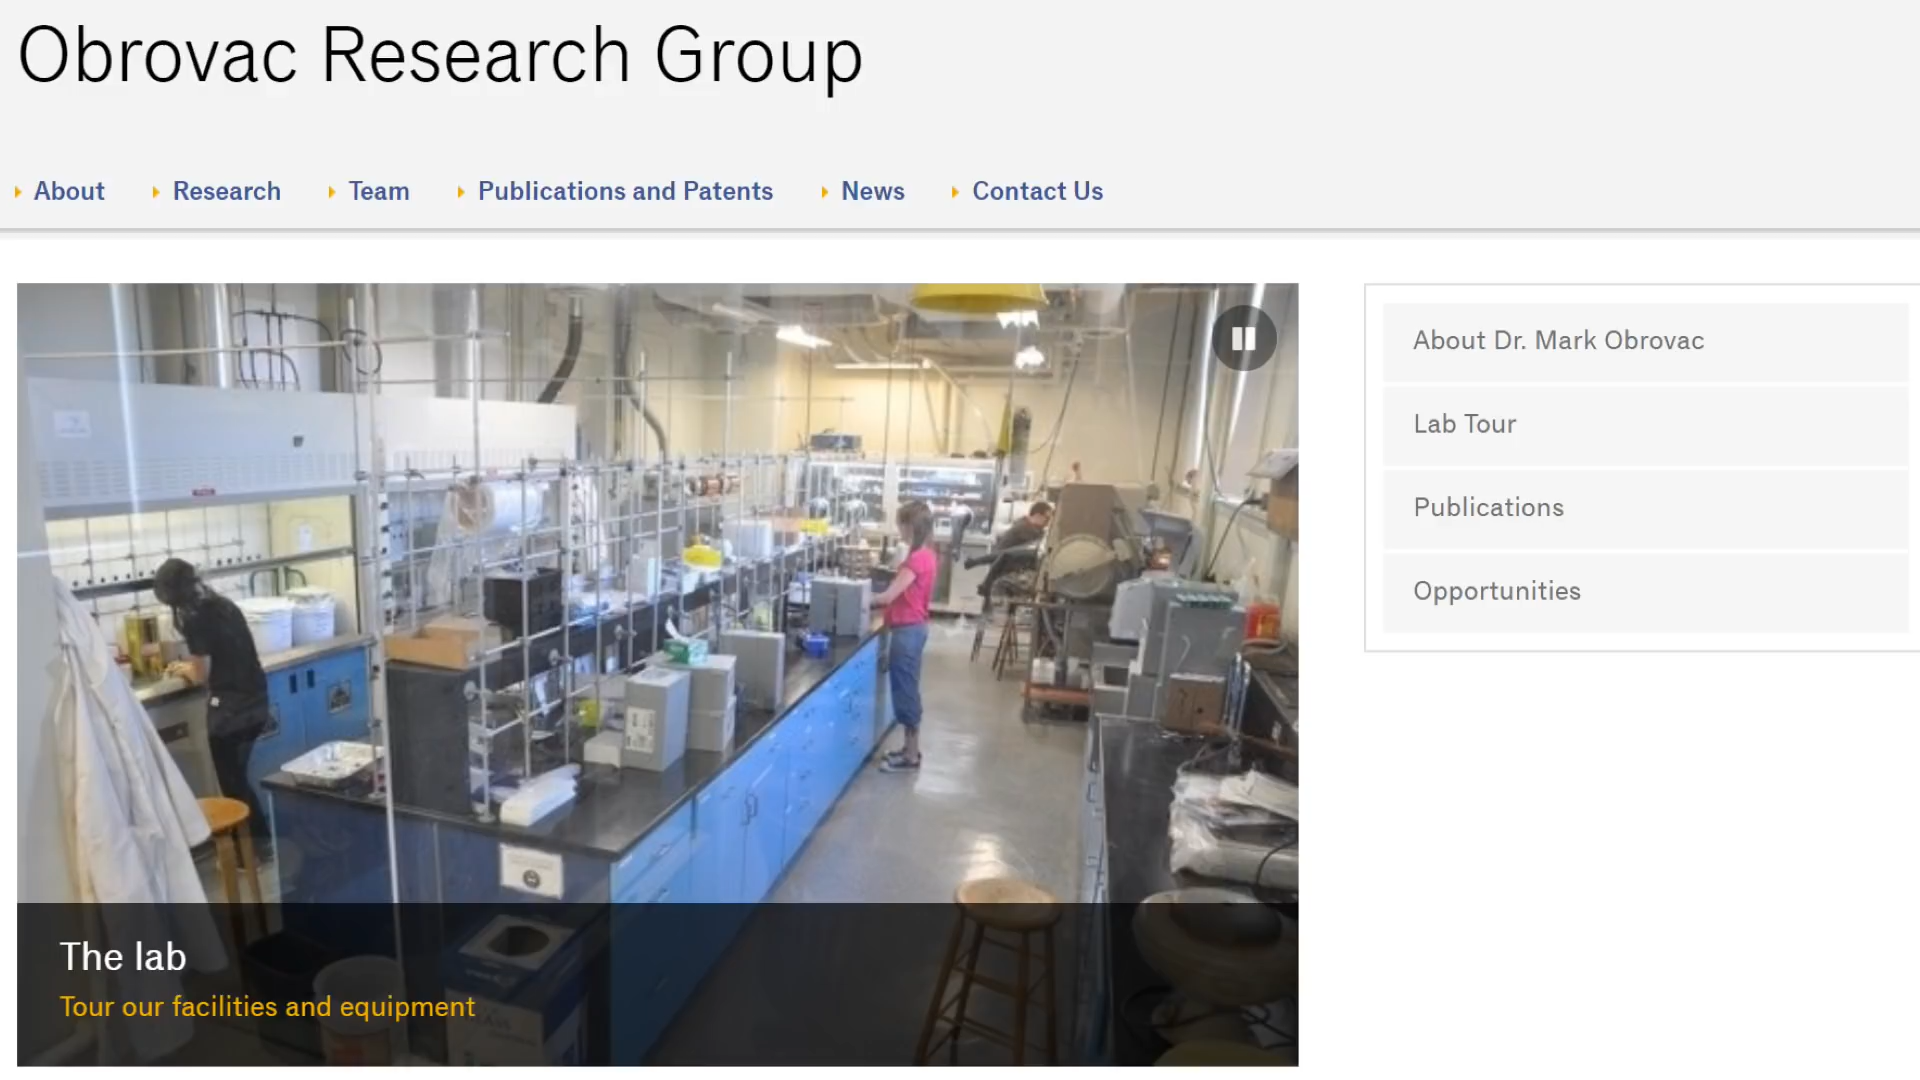 Obrovac Research Group
About
Research
Team
Publications and Patents
News
Contact Us
About Dr. Mark Obrovac
Lab Tour
Publications
Opportunities
The lab
Tour our facilities and equipment